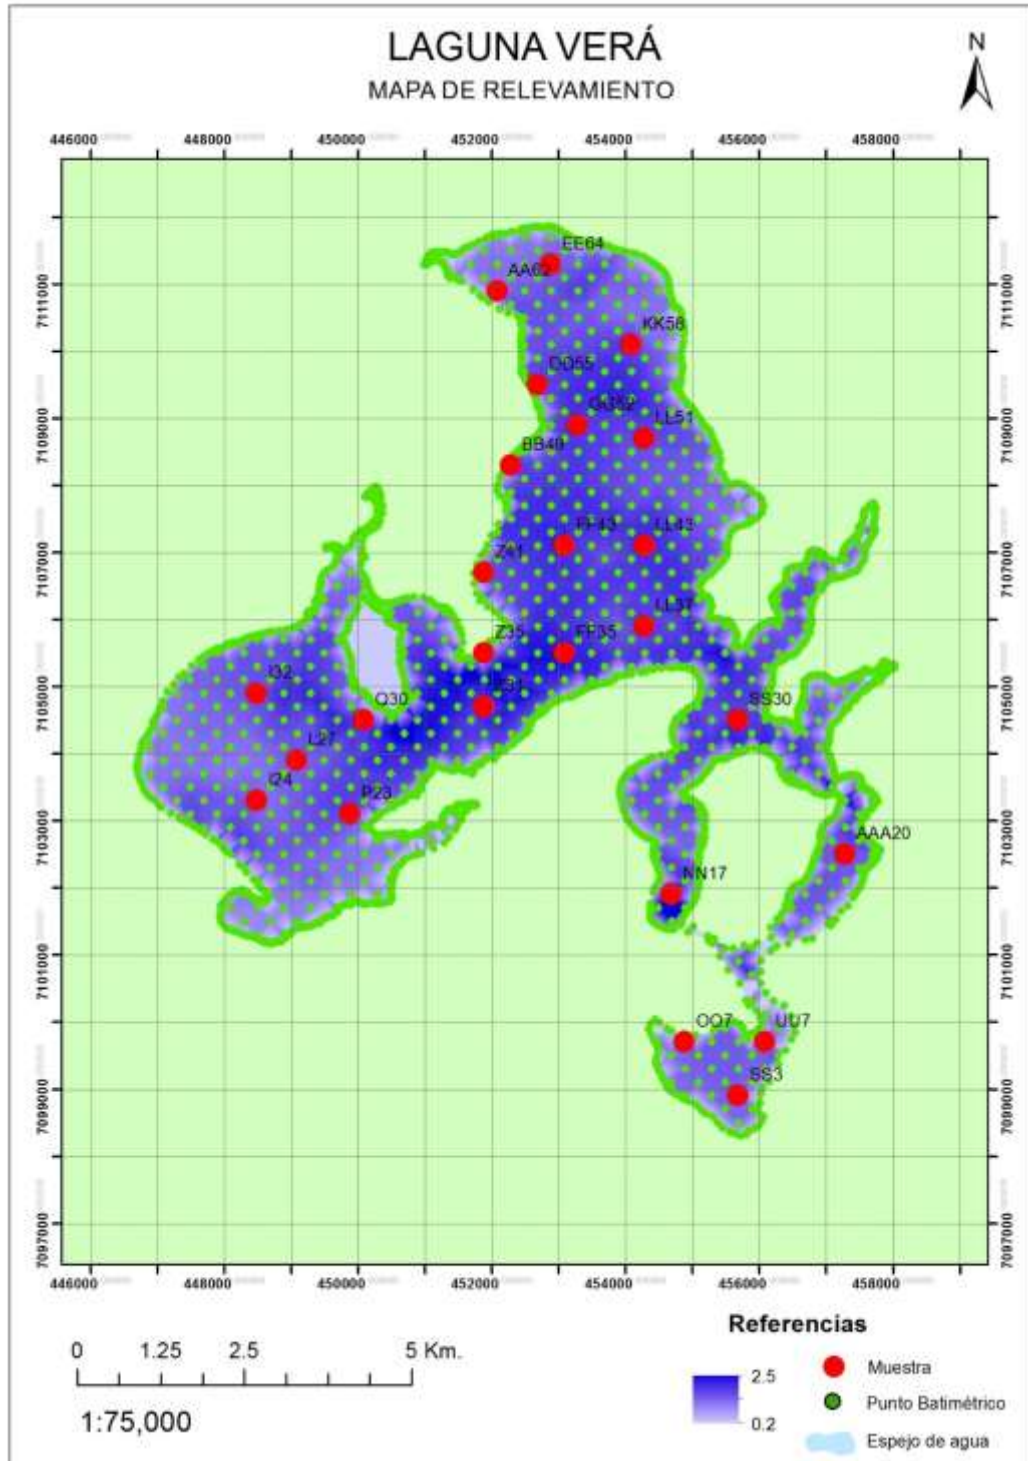 LAGUNA VERÁ
MAPA DE RELEVAMIENTO
N
446000 448000 450000 452000 454000 456000 458000
7111000 7111000
7109000 7109000
7107000 7107000
7105000 7105000
7103000 7103000
7101000 7101000
7099000 7099000
7097000 7097000
EE64
AA62
KK58
DD55
GG52
LL51
BB49
FF43
LL43
Z41
LL37
Z35
FF35
Q30
SS30
L27
I24
P23
AAA20
NN17
OO7
UU7
SS3
446000 448000 450000 452000 454000 456000 458000
0 1.25 2.5 5 Km.
1:75,000
Referencias
2.5
0.2
Muestra
Punto Batimétrico
Espejo de agua